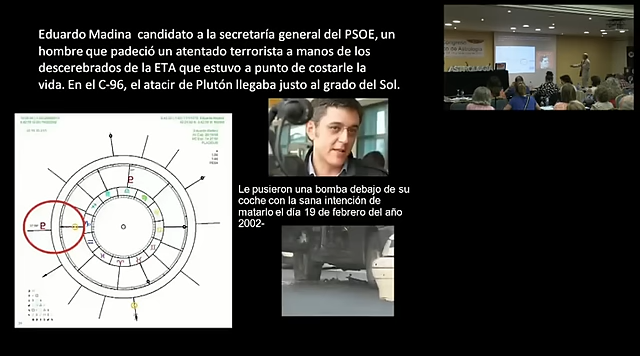 Eduardo Madina candidato a la secretaría general del PSOE, un
hombre que padeció un atentado terrorista a manos de los
descerebrados de la ETA que estuvo a punto de costarle la
vida. En el C-96, el atacir de Plutón llegaba justo al grado del Sol.
Le pusieron una bomba debajo de su
coche con la sana intención de
matarlo el día 19 de febrero del año
2002-